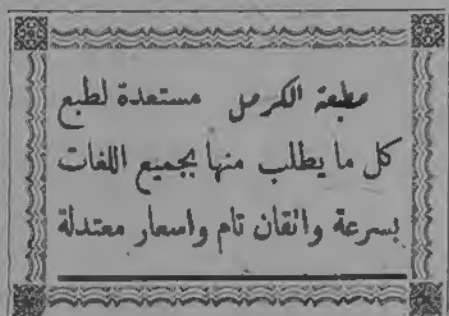 مطبعة الكرمل مستعدة لطبع
كل ما يطلب منها بجميع اللغات
بسرعة واتقان تام واسعار معتدلة